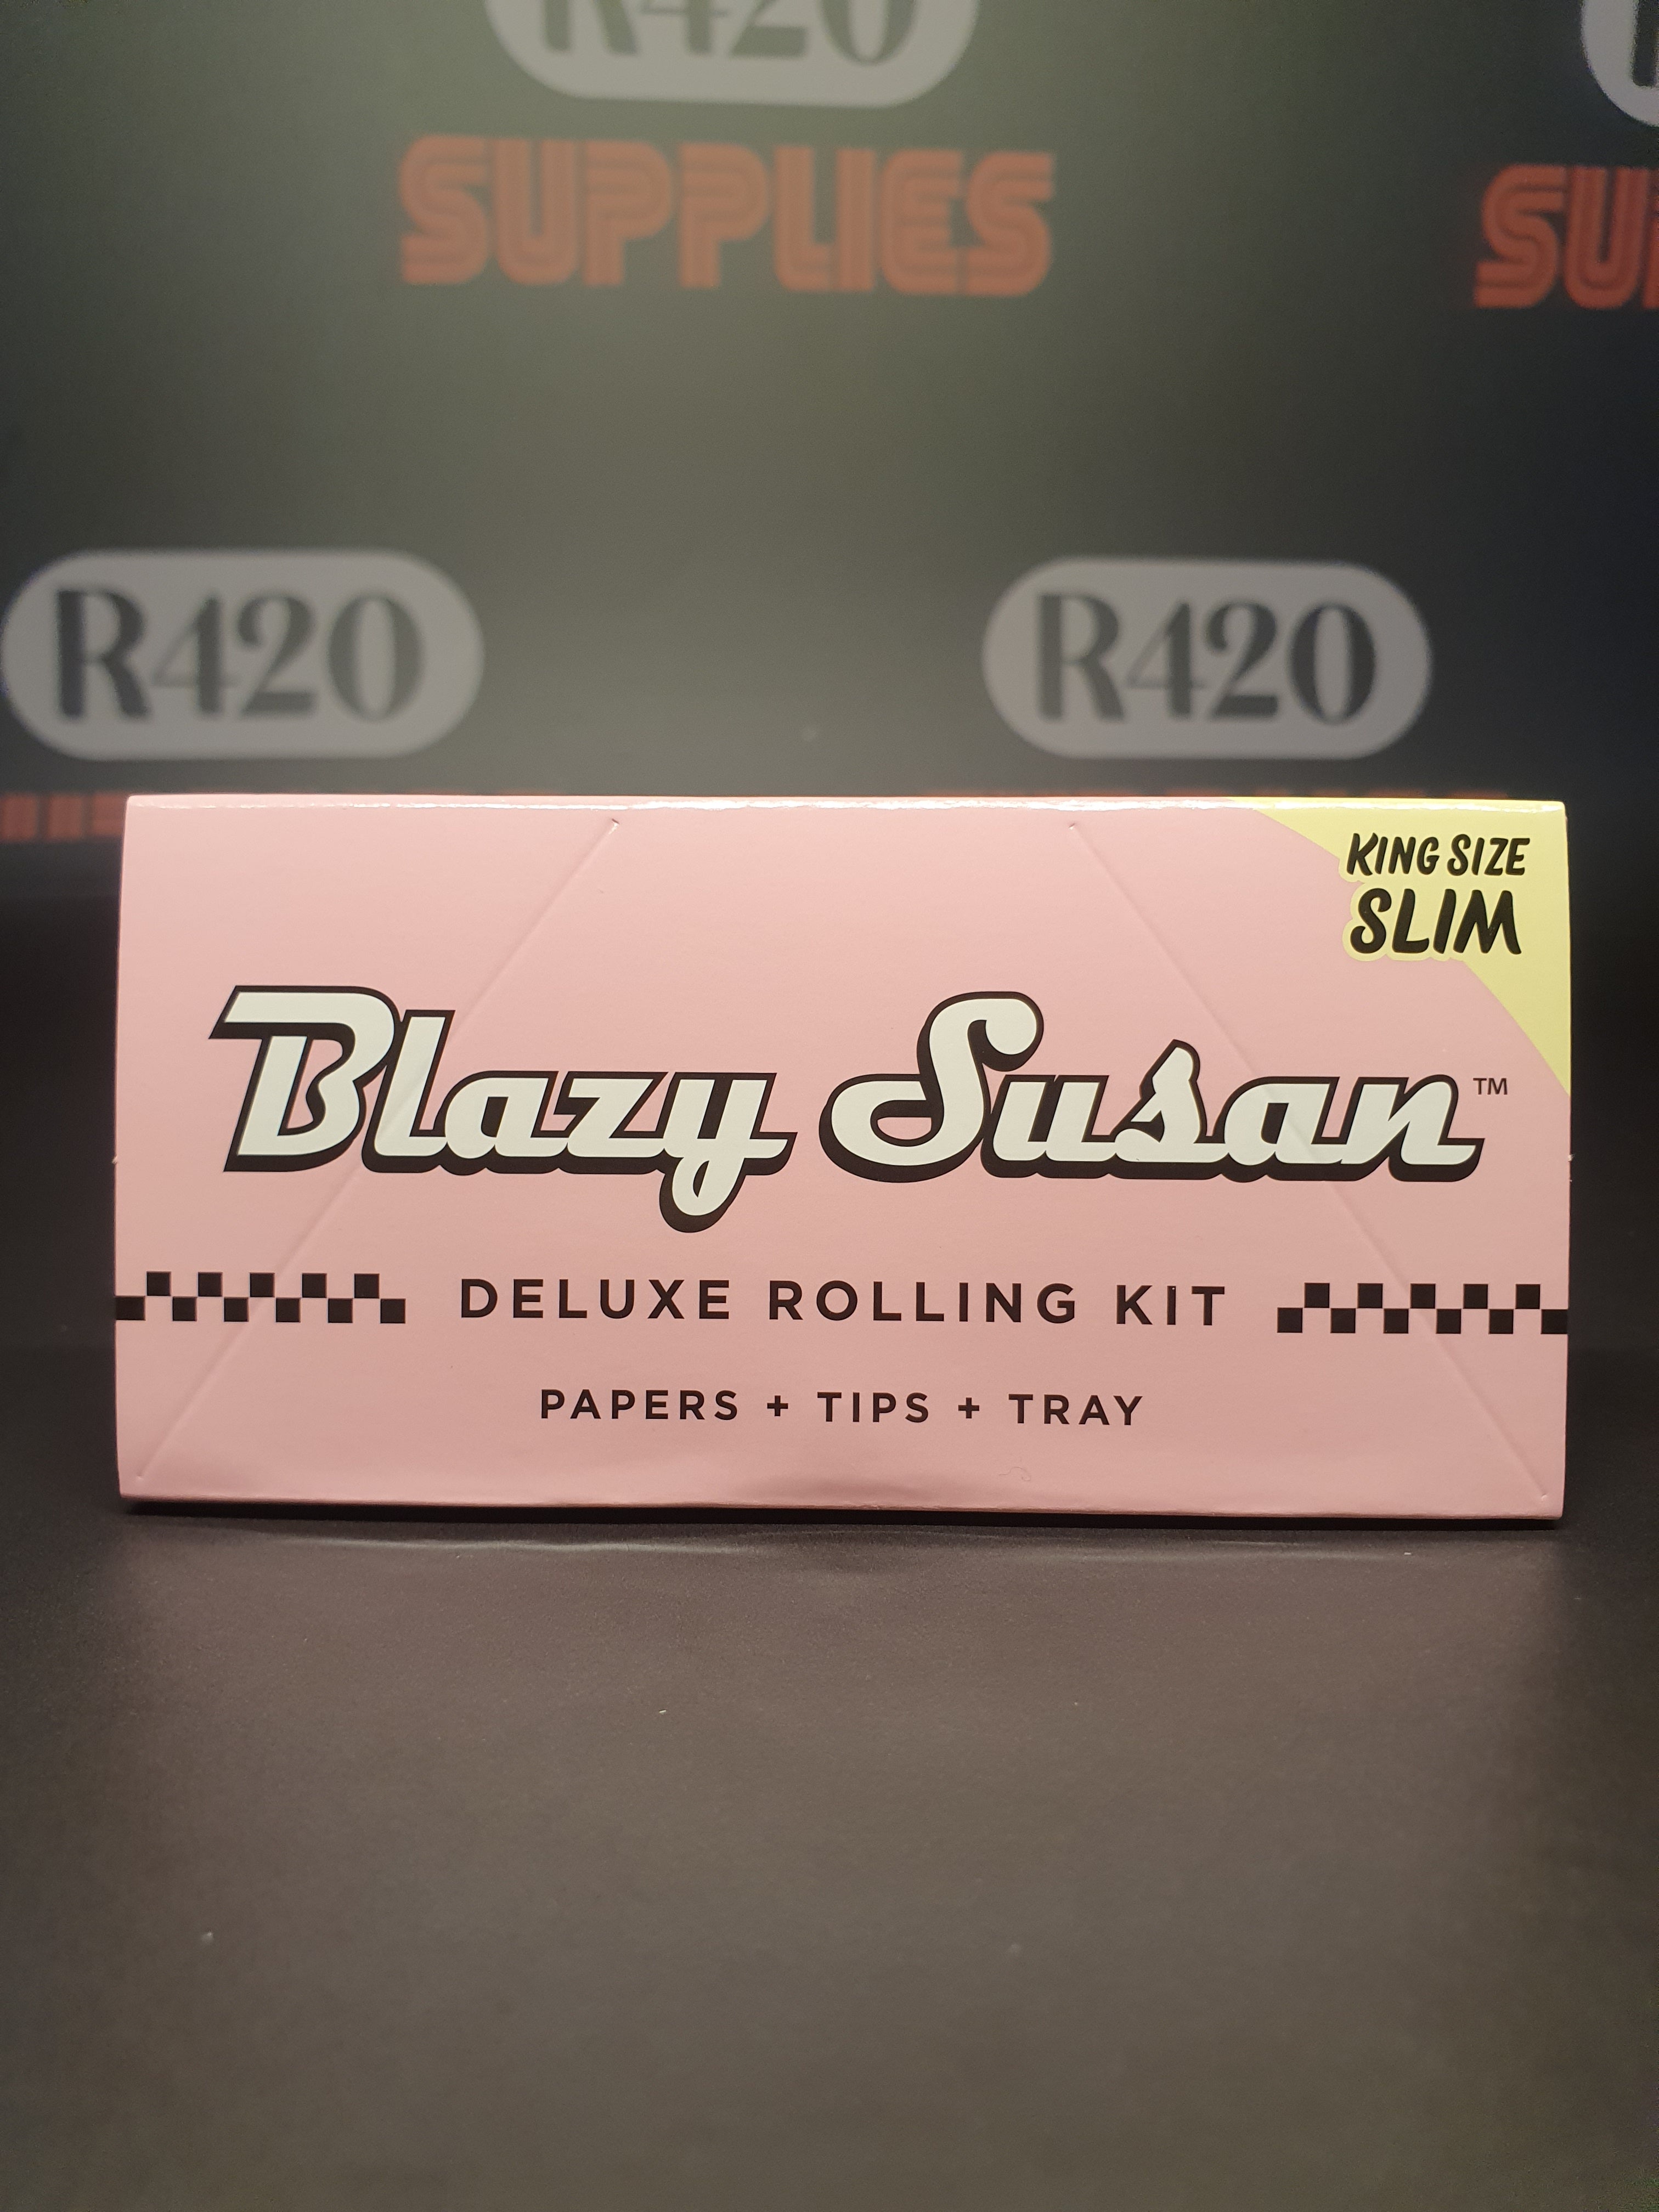 R420
SUPPLIES
R420
R420
KING SIZE
SLIM
Blazy Susan™
DELUXE ROLLING KIT
PAPERS + TIPS + TRAY